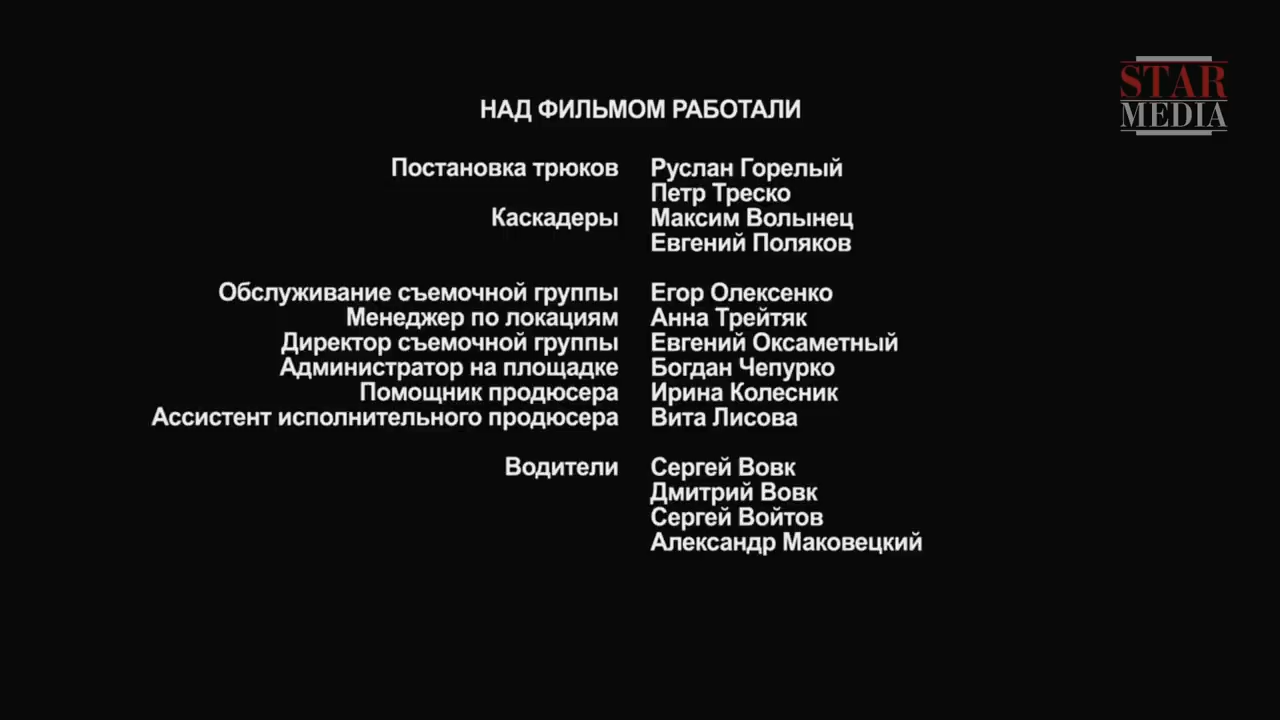 STAR
MEDIA
НАД ФИЛЬМОМ РАБОТАЛИ
Постановка трюков Руслан Горелый
Петр Треско
Каскадеры Максим Волынец
Евгений Поляков
Обслуживание съемочной группы Егор Олексенко
Менеджер по локациям Анна Трейтяк
Директор съемочной группы Евгений Оксаметный
Администратор на площадке Богдан Чепурко
Помощник продюсера Ирина Колесник
Ассистент исполнительного продюсера Вита Лисова
Водители Сергей Вовк
Дмитрий Вовк
Сергей Войтов
Александр Маковецкий